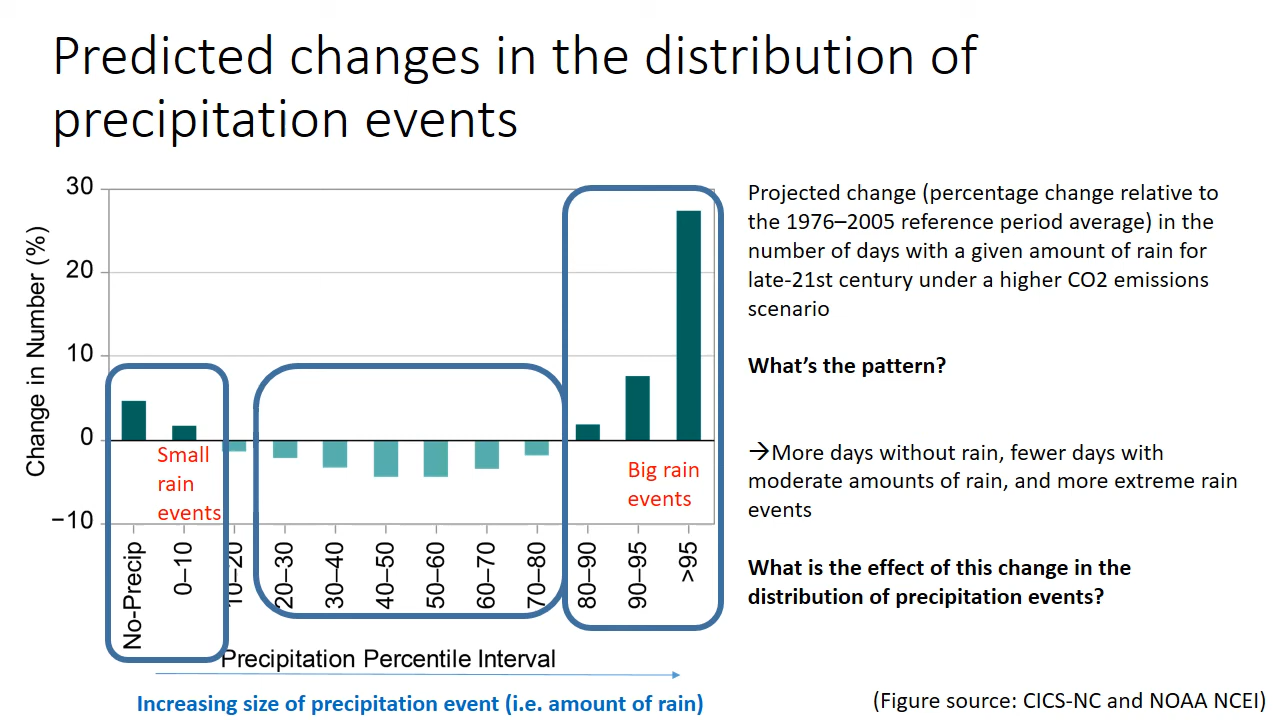 Predicted changes in the distribution of
precipitation events
30
20
10
0
−10
Change in Number (%)
Small
rain
events
Big rain
events
No-Precip
0–10
10–20
20–30
30–40
40–50
50–60
60–70
70–80
80–90
90–95
>95
Precipitation Percentile Interval
Increasing size of precipitation event (i.e. amount of rain)
Projected change (percentage change relative to
the 1976–2005 reference period average) in the
number of days with a given amount of rain for
late-21st century under a higher CO2 emissions
scenario
What’s the pattern?
→More days without rain, fewer days with
moderate amounts of rain, and more extreme rain
events
What is the effect of this change in the
distribution of precipitation events?
(Figure source: CICS-NC and NOAA NCEI)